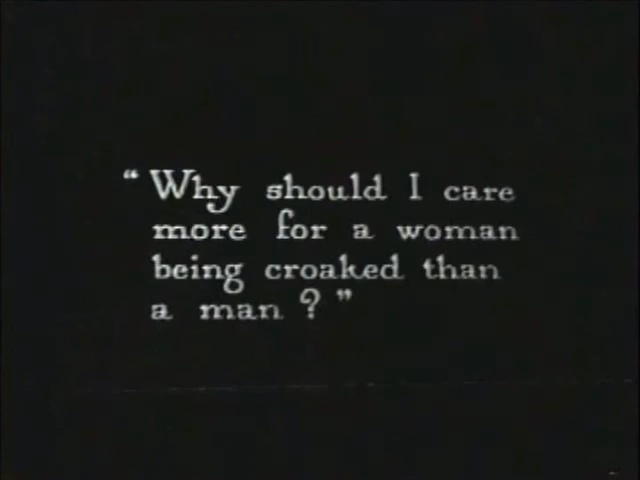 “Why should I care
more for a woman
being croaked than
a man?”